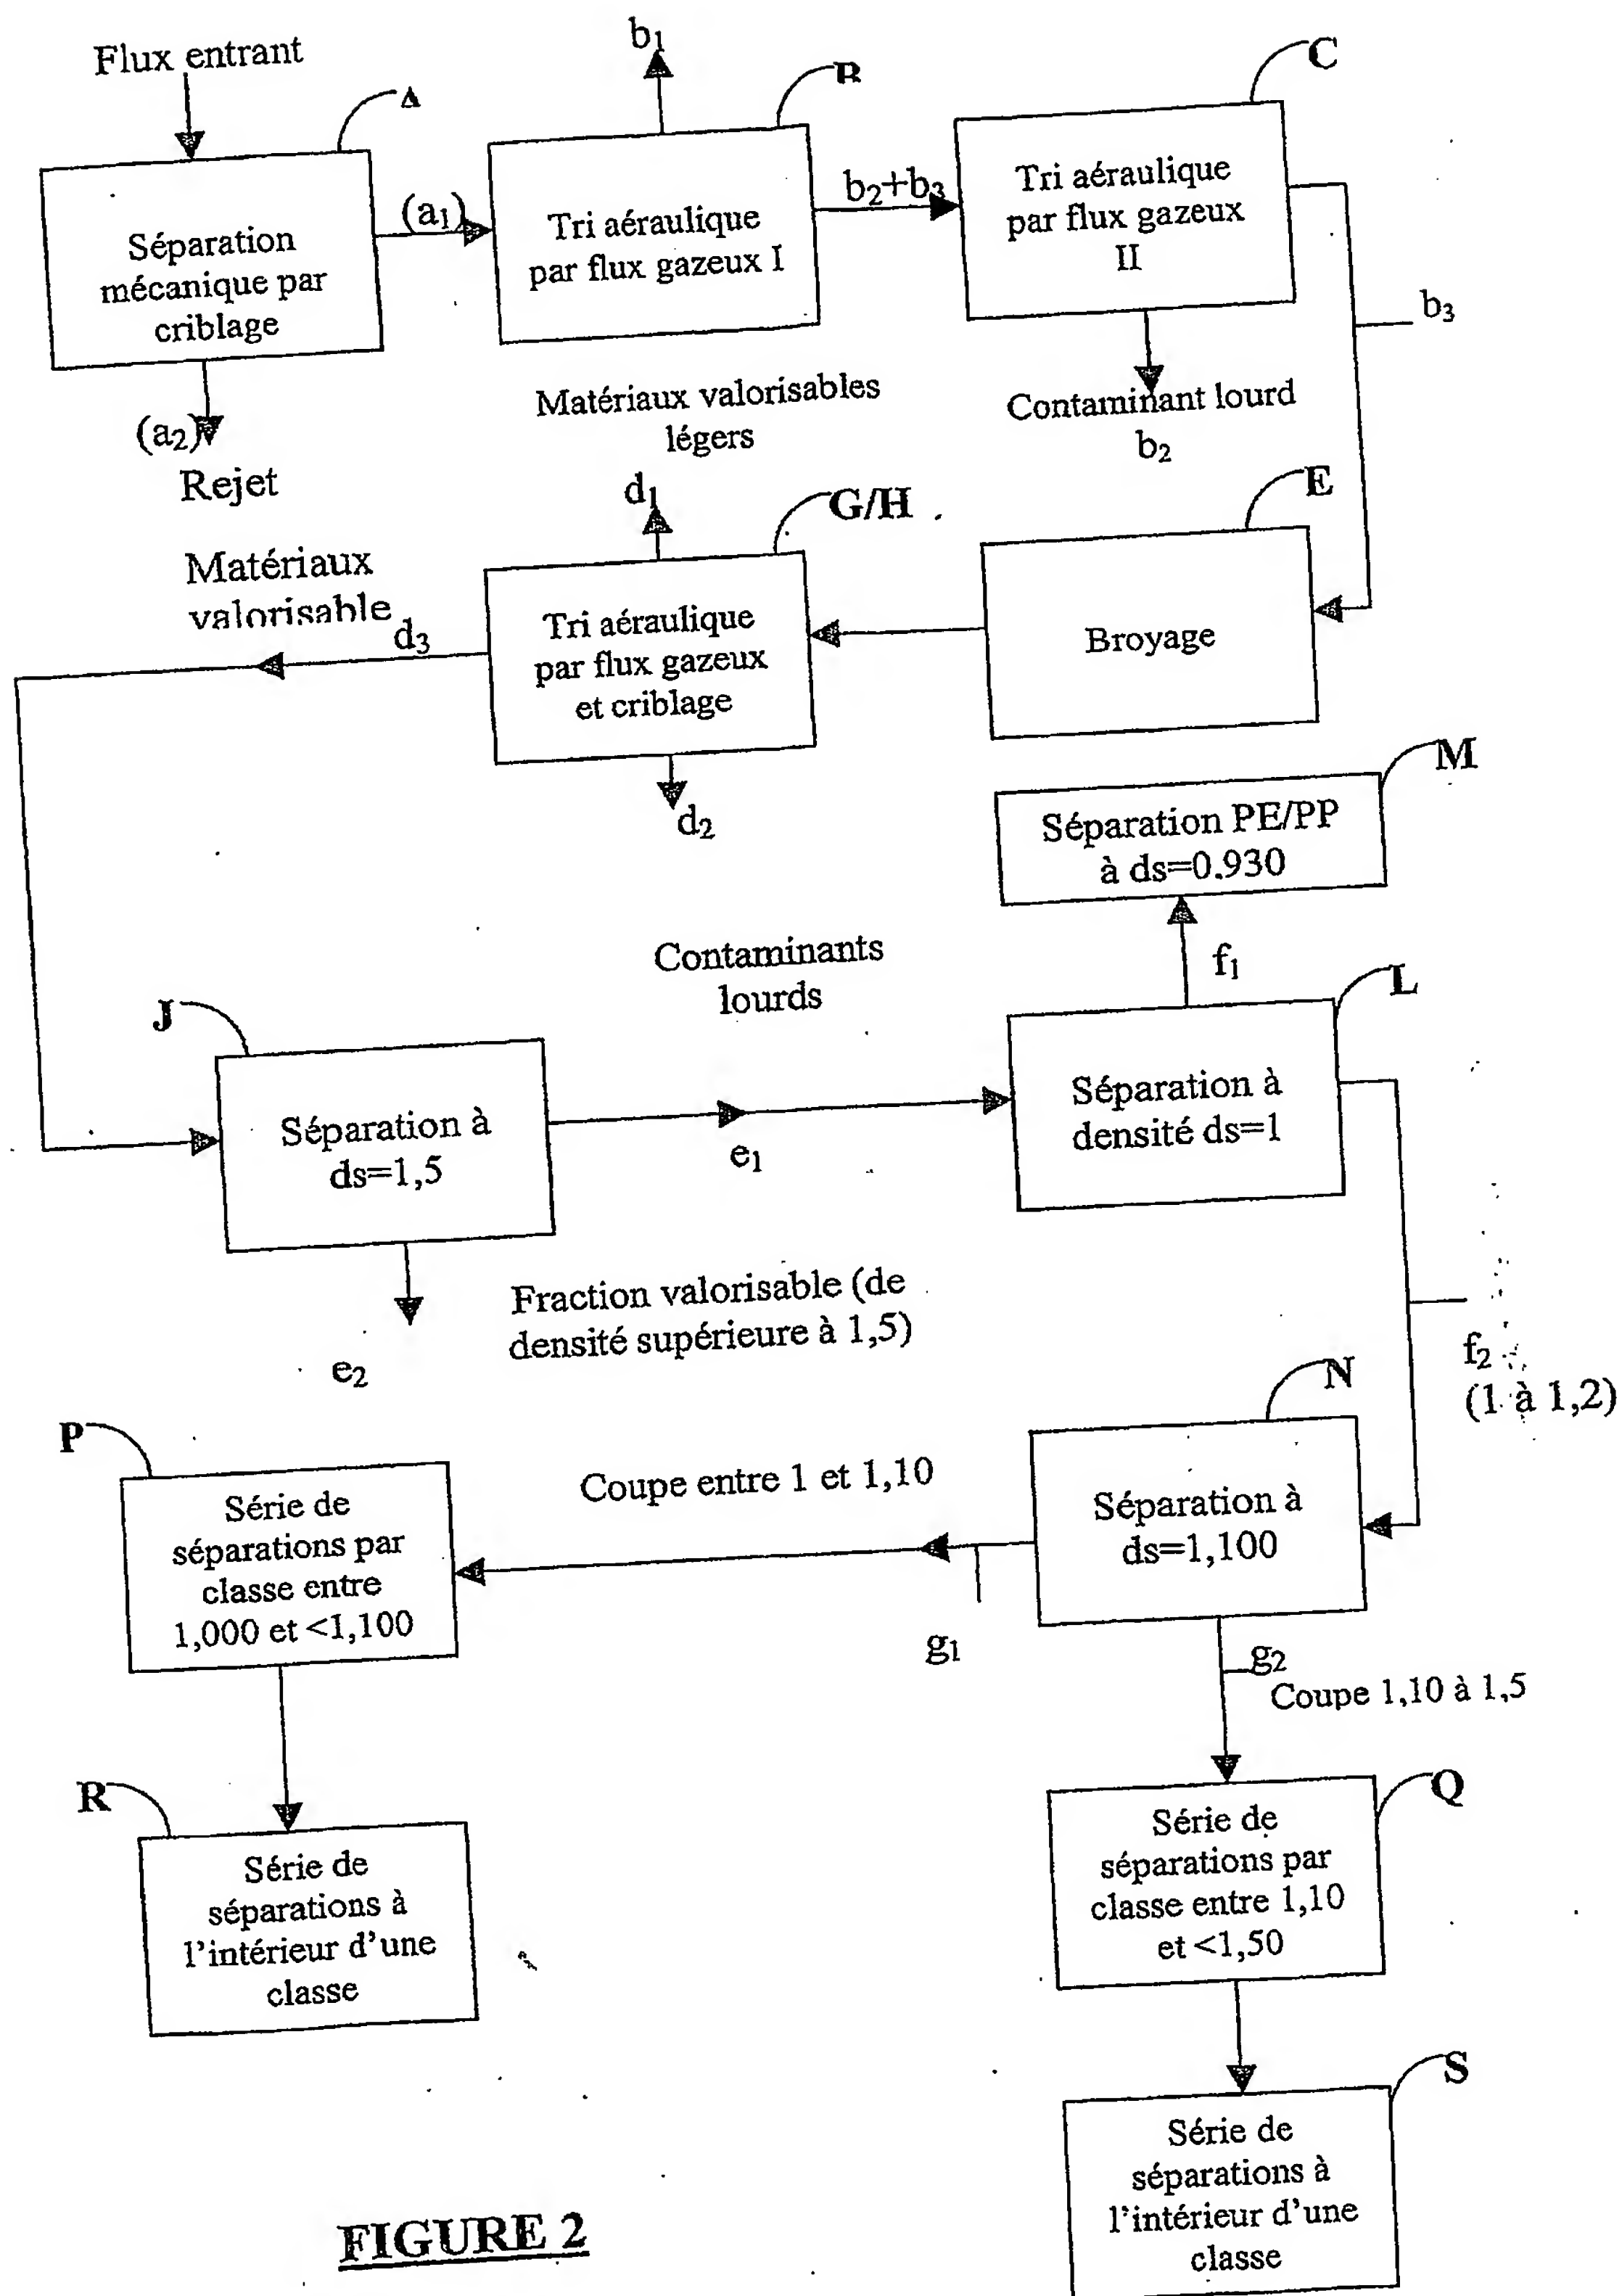 Flux entrant
A
Séparation
mécanique par
criblage
(a1)
(a2)
Rejet
b1
B
Tri aéraulique
par flux gazeux I
b2+b3
C
Tri aéraulique
par flux gazeux
II
b3
Contaminant lourd
b2
Matériaux valorisables
légers
E
Broyage
d1
G/H
Tri aéraulique
par flux gazeux
et criblage
d2
Matériaux
valorisable
d3
M
Séparation PE/PP
à ds=0.930
f1
Contaminants
lourds
J
Séparation à
ds=1,5
e1
L
Séparation à
densité ds=1
Fraction valorisable (de
densité supérieure à 1,5)
e2
f2
(1 à 1,2)
N
Séparation à
ds=1,100
Coupe entre 1 et 1,10
g1
g2
Coupe 1,10 à 1,5
P
Série de
séparations par
classe entre
1,000 et <1,100
R
Série de
séparations à
l'intérieur d'une
classe
Q
Série de
séparations par
classe entre 1,10
et <1,50
S
Série de
séparations à
l'intérieur d'une
classe
FIGURE 2